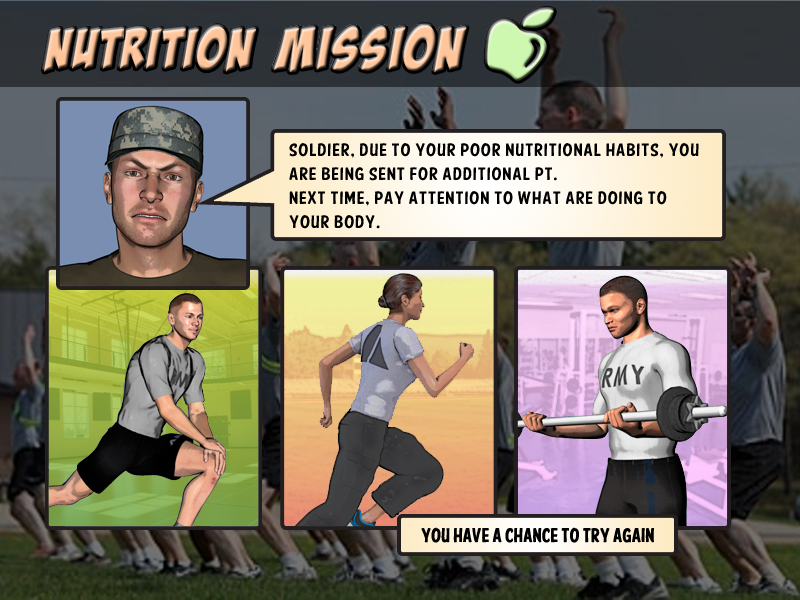 NUTRITION MISSION
SOLDIER, DUE TO YOUR POOR NUTRITIONAL HABITS, YOU
ARE BEING SENT FOR ADDITIONAL PT.
NEXT TIME, PAY ATTENTION TO WHAT ARE DOING TO
YOUR BODY.
RMY
YOU HAVE A CHANCE TO TRY AGAIN